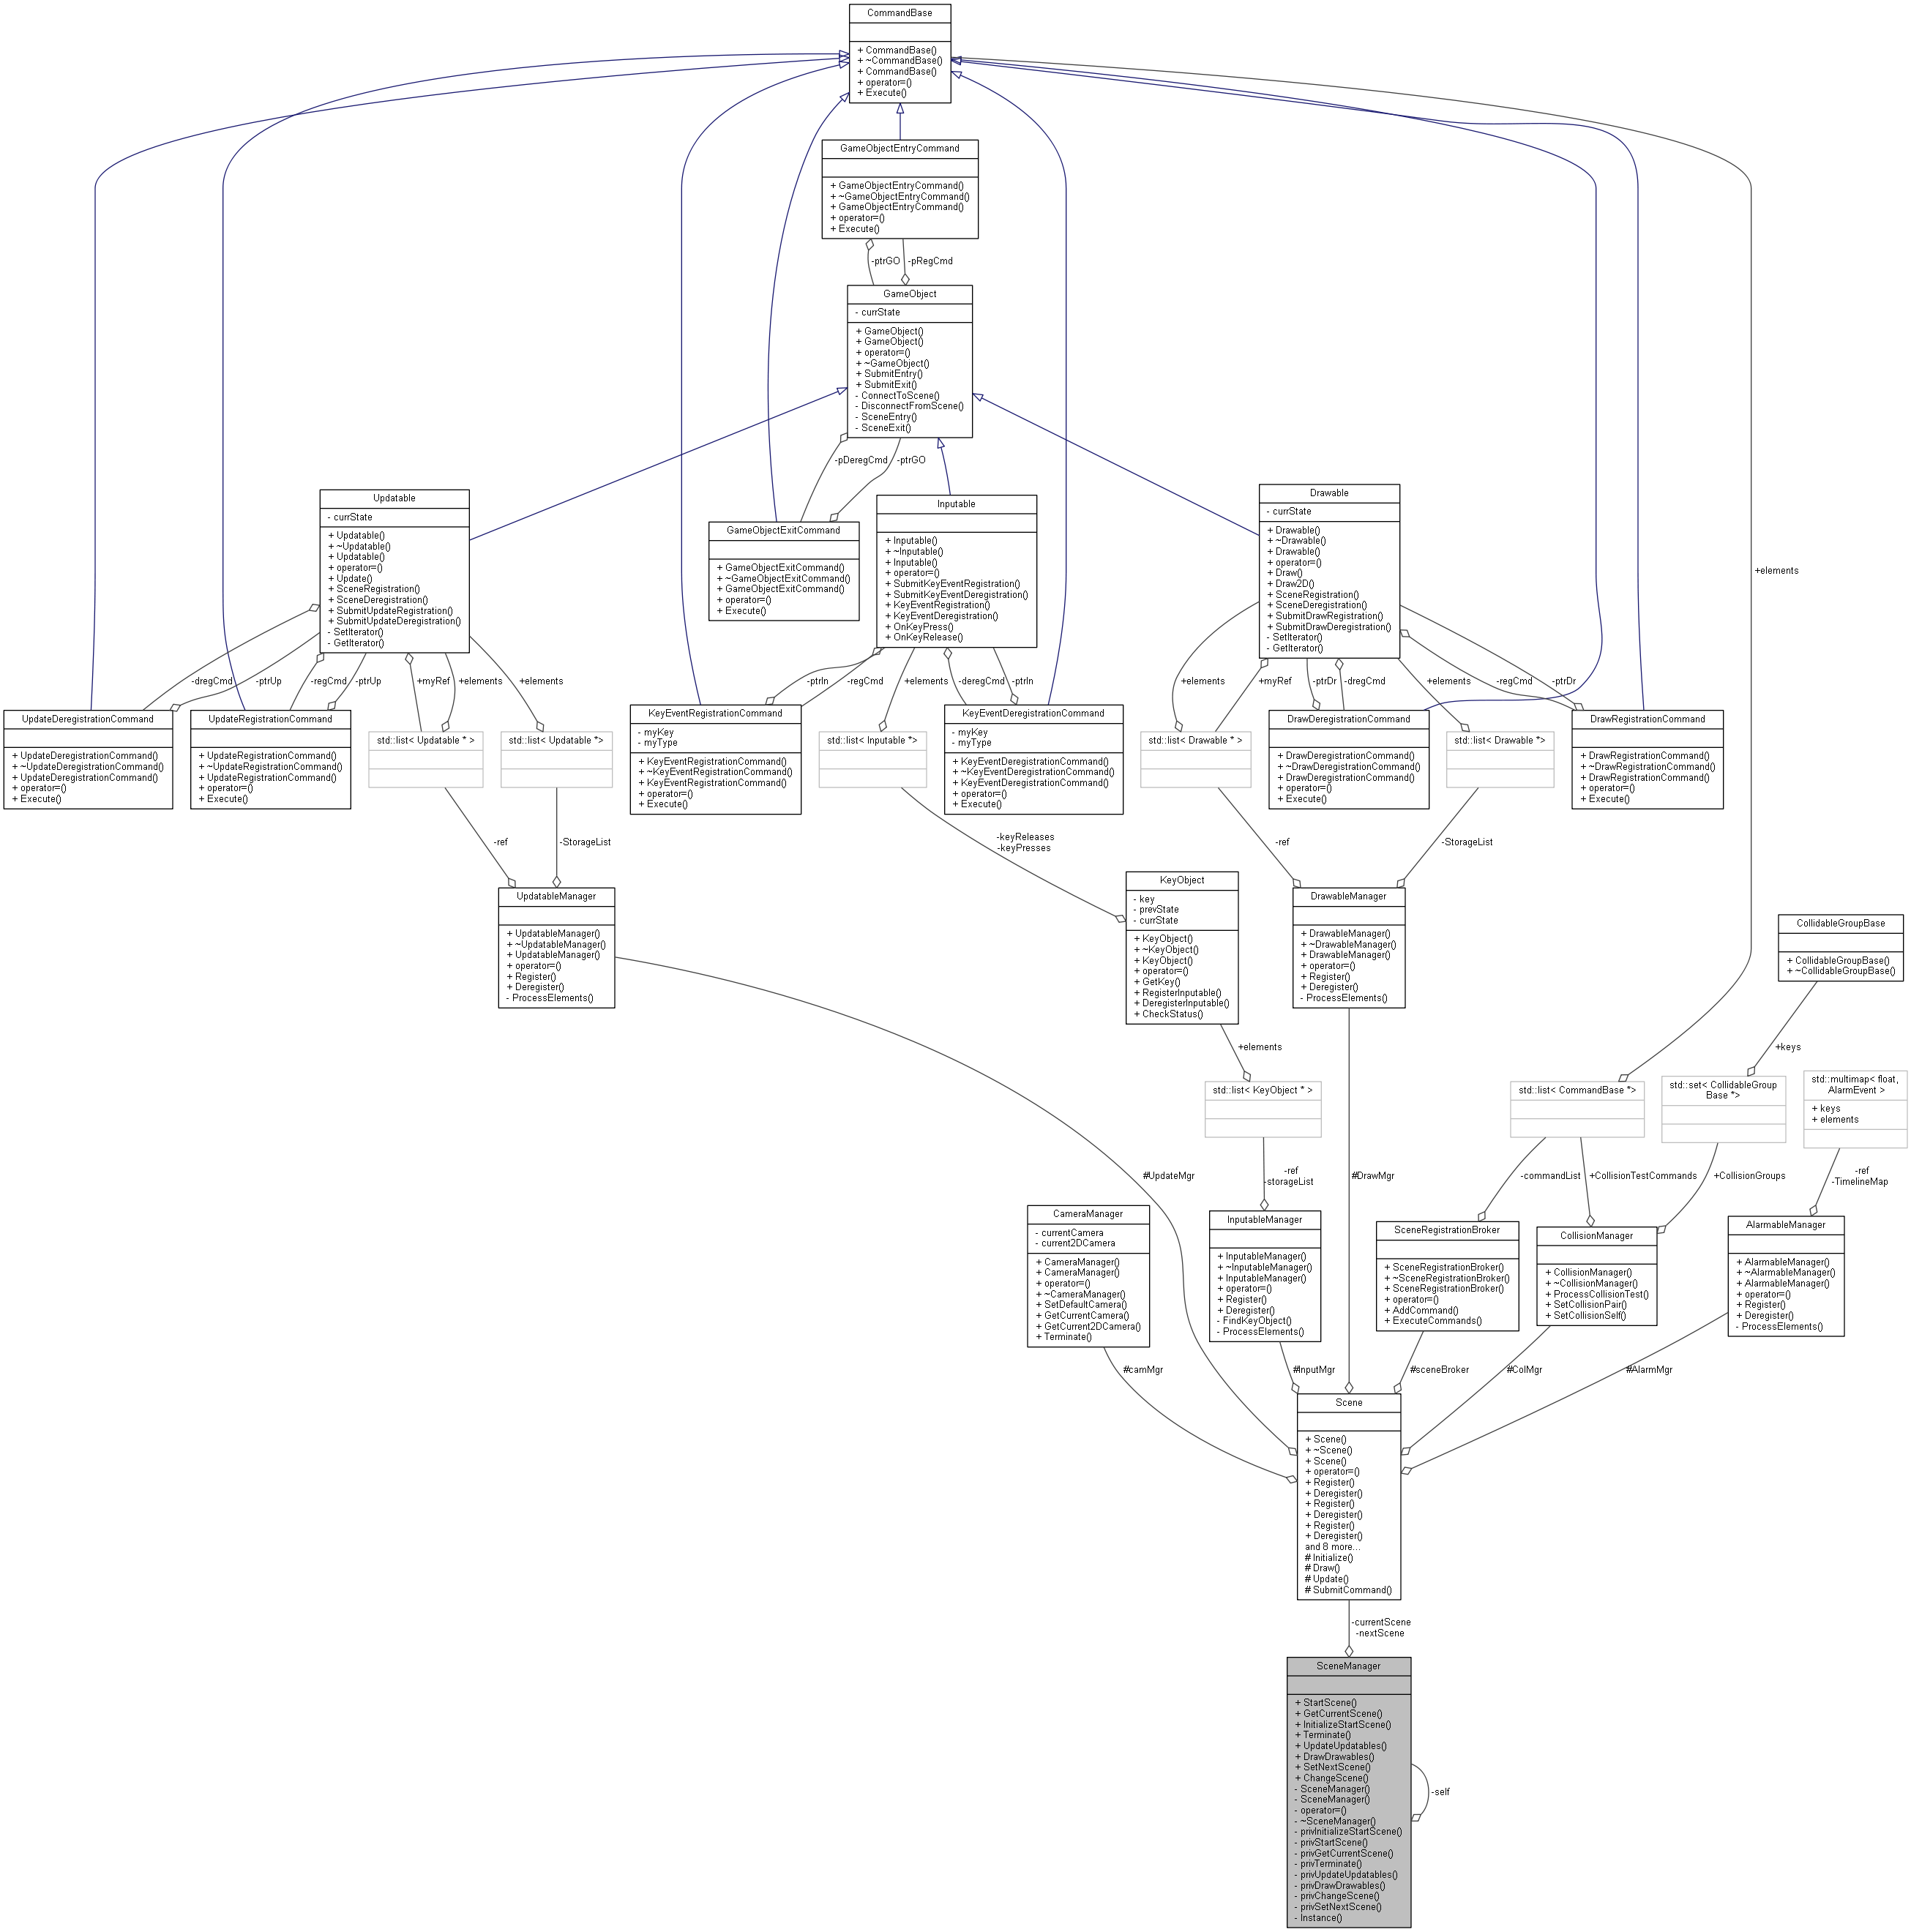 CommandBase
+ CommandBase()
+ ~CommandBase()
+ CommandBase()
+ operator=()
+ Execute()
GameObjectEntryCommand
+ GameObjectEntryCommand()
+ ~GameObjectEntryCommand()
+ GameObjectEntryCommand()
+ operator=()
+ Execute()
-ptrGO
-pRegCmd
GameObject
- currState
+ GameObject()
+ GameObject()
+ operator=()
+ ~GameObject()
+ SubmitEntry()
+ SubmitExit()
- ConnectToScene()
- DisconnectFromScene()
- SceneEntry()
- SceneExit()
-pDeregCmd
-ptrGO
+elements
Updatable
- currState
+ Updatable()
+ ~Updatable()
+ Updatable()
+ operator=()
+ Update()
+ SceneRegistration()
+ SceneDeregistration()
+ SubmitUpdateRegistration()
+ SubmitUpdateDeregistration()
- SetIterator()
- GetIterator()
GameObjectExitCommand
+ GameObjectExitCommand()
+ ~GameObjectExitCommand()
+ GameObjectExitCommand()
+ operator=()
+ Execute()
Inputable
+ Inputable()
+ ~Inputable()
+ Inputable()
+ operator=()
+ SubmitKeyEventRegistration()
+ SubmitKeyEventDeregistration()
+ KeyEventRegistration()
+ KeyEventDeregistration()
+ OnKeyPress()
+ OnKeyRelease()
Drawable
- currState
+ Drawable()
+ ~Drawable()
+ Drawable()
+ operator=()
+ Draw()
+ Draw2D()
+ SceneRegistration()
+ SceneDeregistration()
+ SubmitDrawRegistration()
+ SubmitDrawDeregistration()
- SetIterator()
- GetIterator()
-dregCmd
-ptrUp
-regCmd
-ptrUp
+myRef
+elements
+elements
-ptrIn
-regCmd
+elements
-deregCmd
-ptrIn
+elements
+myRef
-ptrDr
-dregCmd
+elements
-regCmd
-ptrDr
UpdateDeregistrationCommand
+ UpdateDeregistrationCommand()
+ ~UpdateDeregistrationCommand()
+ UpdateDeregistrationCommand()
+ operator=()
+ Execute()
UpdateRegistrationCommand
+ UpdateRegistrationCommand()
+ ~UpdateRegistrationCommand()
+ UpdateRegistrationCommand()
+ operator=()
+ Execute()
std::list< Updatable * >
std::list< Updatable *>
KeyEventRegistrationCommand
- myKey
- myType
+ KeyEventRegistrationCommand()
+ ~KeyEventRegistrationCommand()
+ KeyEventRegistrationCommand()
+ operator=()
+ Execute()
std::list< Inputable *>
KeyEventDeregistrationCommand
- myKey
- myType
+ KeyEventDeregistrationCommand()
+ ~KeyEventDeregistrationCommand()
+ KeyEventDeregistrationCommand()
+ operator=()
+ Execute()
std::list< Drawable * >
DrawDeregistrationCommand
+ DrawDeregistrationCommand()
+ ~DrawDeregistrationCommand()
+ DrawDeregistrationCommand()
+ operator=()
+ Execute()
std::list< Drawable *>
DrawRegistrationCommand
+ DrawRegistrationCommand()
+ ~DrawRegistrationCommand()
+ DrawRegistrationCommand()
+ operator=()
+ Execute()
-ref
-StorageList
-keyReleases
-keyPresses
-ref
-StorageList
UpdatableManager
+ UpdatableManager()
+ ~UpdatableManager()
+ UpdatableManager()
+ operator=()
+ Register()
+ Deregister()
- ProcessElements()
KeyObject
- key
- prevState
- currState
+ KeyObject()
+ ~KeyObject()
+ KeyObject()
+ operator=()
+ GetKey()
+ RegisterInputable()
+ DeregisterInputable()
+ CheckStatus()
DrawableManager
+ DrawableManager()
+ ~DrawableManager()
+ DrawableManager()
+ operator=()
+ Register()
+ Deregister()
- ProcessElements()
CollidableGroupBase
+ CollidableGroupBase()
+ ~CollidableGroupBase()
+elements
+keys
std::list< KeyObject * >
std::list< CommandBase *>
std::set< CollidableGroup
Base *>
std::multimap< float,
AlarmEvent >
+ keys
+ elements
#UpdateMgr
-ref
-storageList
#DrawMgr
-commandList
+CollisionTestCommands
+CollisionGroups
-ref
-TimelineMap
CameraManager
- currentCamera
- current2DCamera
+ CameraManager()
+ CameraManager()
+ operator=()
+ ~CameraManager()
+ SetDefaultCamera()
+ GetCurrentCamera()
+ GetCurrent2DCamera()
+ Terminate()
InputableManager
+ InputableManager()
+ ~InputableManager()
+ InputableManager()
+ operator=()
+ Register()
+ Deregister()
- FindKeyObject()
- ProcessElements()
SceneRegistrationBroker
+ SceneRegistrationBroker()
+ ~SceneRegistrationBroker()
+ SceneRegistrationBroker()
+ operator=()
+ AddCommand()
+ ExecuteCommands()
CollisionManager
+ CollisionManager()
+ ~CollisionManager()
+ ProcessCollisionTest()
+ SetCollisionPair()
+ SetCollisionSelf()
AlarmableManager
+ AlarmableManager()
+ ~AlarmableManager()
+ AlarmableManager()
+ operator=()
+ Register()
+ Deregister()
- ProcessElements()
#camMgr
#InputMgr
#sceneBroker
#ColMgr
#AlarmMgr
Scene
+ Scene()
+ ~Scene()
+ Scene()
+ operator=()
+ Register()
+ Deregister()
+ Register()
+ Deregister()
+ Register()
+ Deregister()
and 8 more...
# Initialize()
# Draw()
# Update()
# SubmitCommand()
-currentScene
-nextScene
SceneManager
+ StartScene()
+ GetCurrentScene()
+ InitializeStartScene()
+ Terminate()
+ UpdateUpdatables()
+ DrawDrawables()
+ SetNextScene()
+ ChangeScene()
- SceneManager()
- SceneManager()
- operator=()
- ~SceneManager()
- privInitializeStartScene()
- privStartScene()
- privGetCurrentScene()
- privTerminate()
- privUpdateUpdatables()
- privDrawDrawables()
- privChangeScene()
- privSetNextScene()
- Instance()
-self